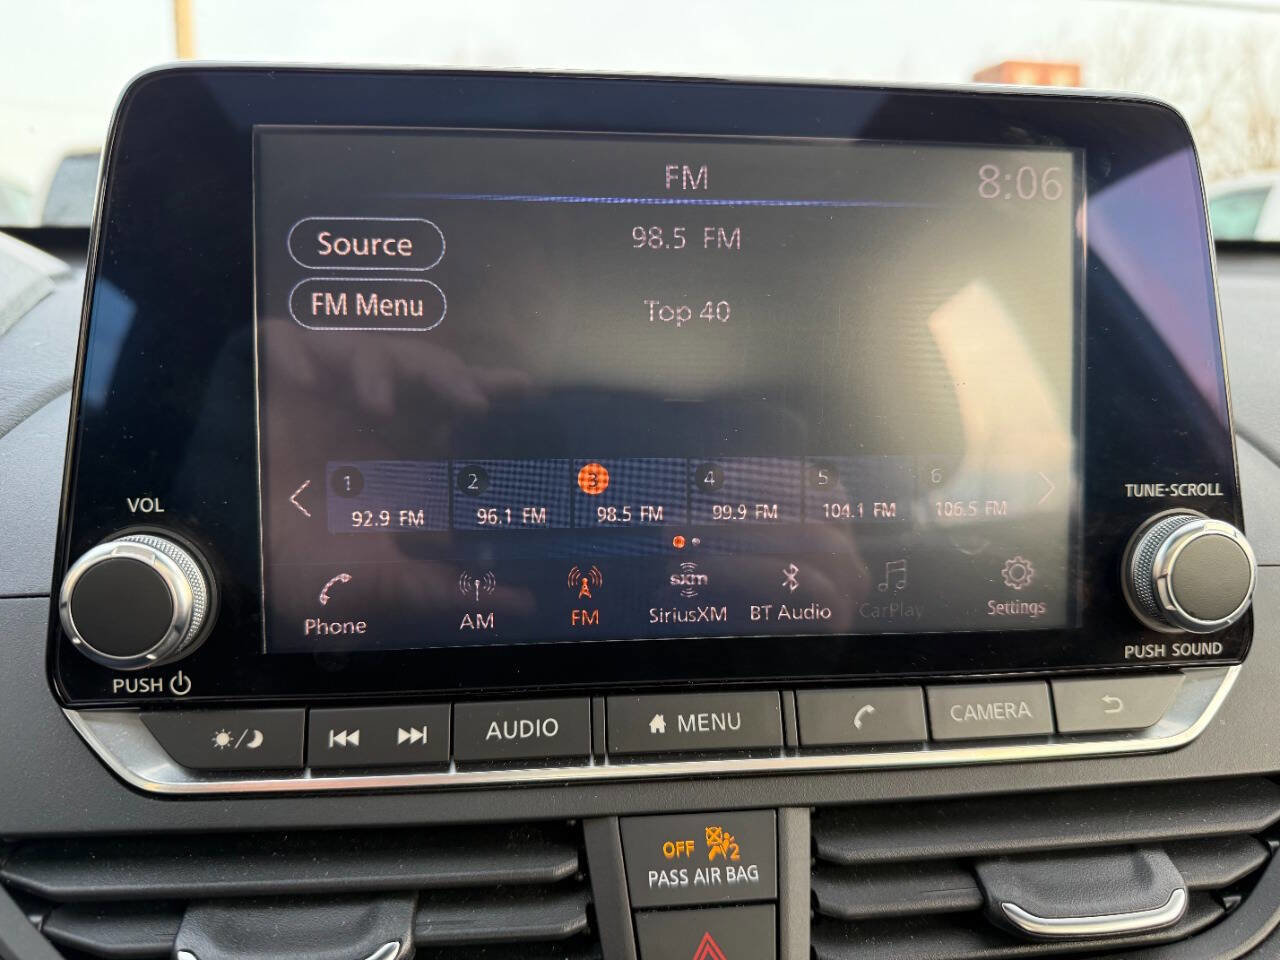 FM
8:06
Source
98.5 FM
FM Menu
Top 40
1 2 3 4 5 6
92.9 FM 96.1 FM 98.5 FM 99.9 FM 104.1 FM 106.5 FM
VOL
TUNE·SCROLL
sxm
Phone AM FM SiriusXM BT Audio CarPlay Settings
PUSH
PUSH SOUND
AUDIO
MENU
CAMERA
OFF 2
PASS AIR BAG